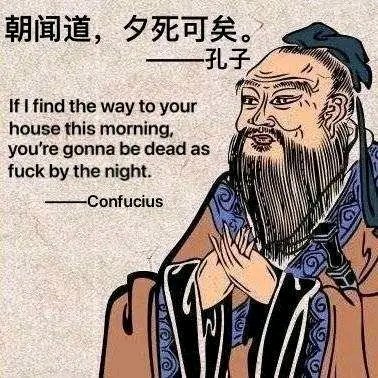 朝闻道，夕死可矣。
——孔子
If I find the way to your
house this morning,
you're gonna be dead as
fuck by the night.
——Confucius